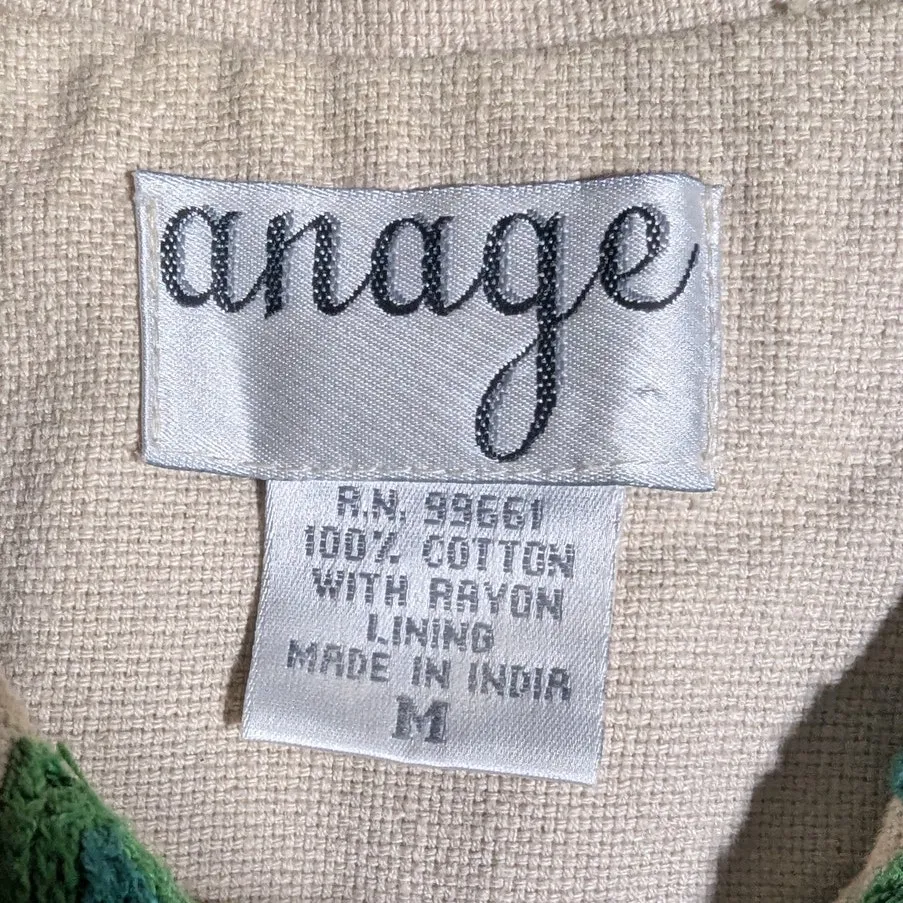 anage
R.N. 99661
100% COTTON
WITH RAYON
LINING
MADE IN INDIA
M